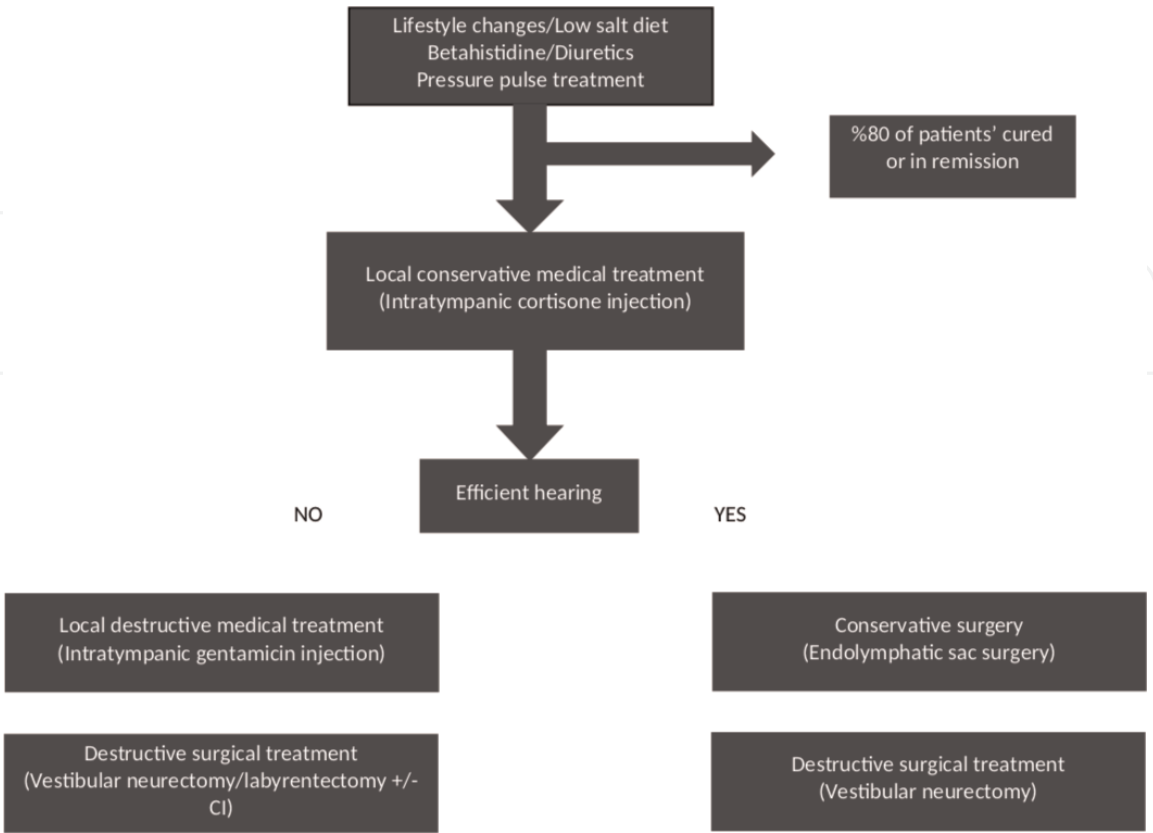 Lifestyle changes/Low salt diet
Betahistidine/Diuretics
Pressure pulse treatment
%80 of patients' cured
or in remission
Local conservative medical treatment
(Intratympanic cortisone injection)
Efficient hearing
NO
YES
Local destructive medical treatment
(Intratympanic gentamicin injection)
Conservative surgery
(Endolymphatic sac surgery)
Destructive surgical treatment
(Vestibular neurectomy/labyrentectomy +/-
CI)
Destructive surgical treatment
(Vestibular neurectomy)